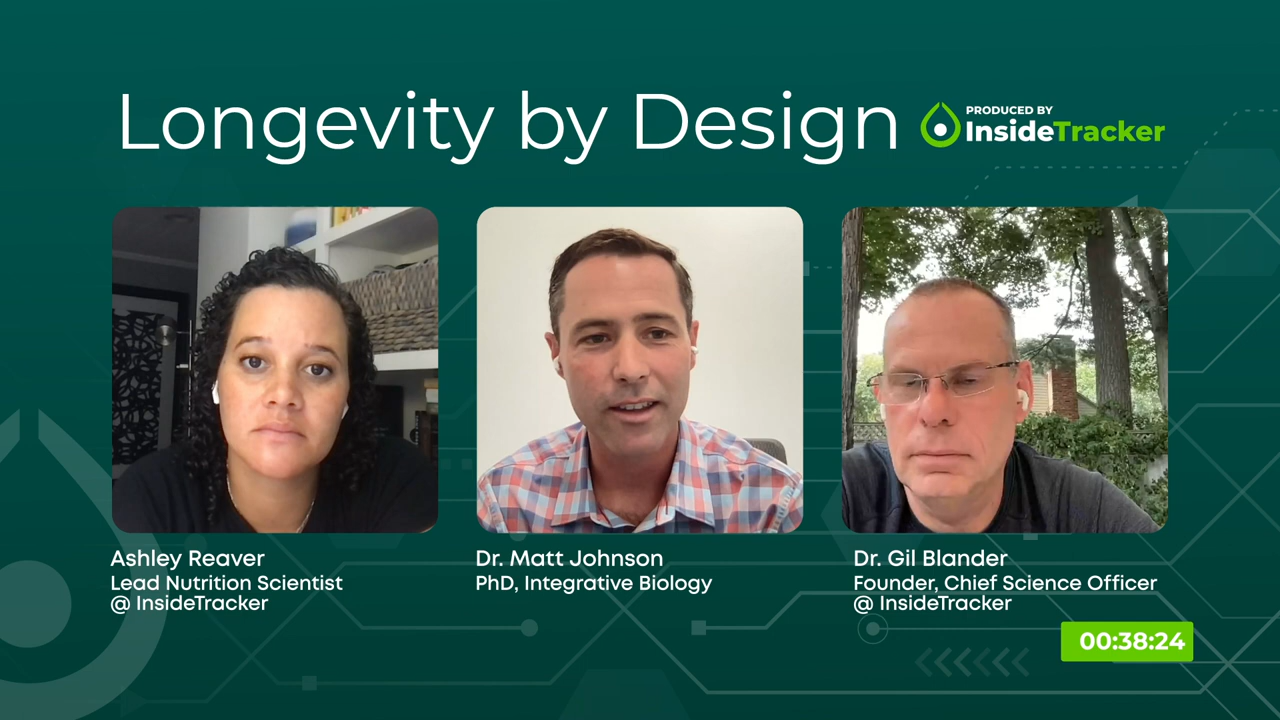 Longevity by Design
PRODUCED BY
InsideTracker
Ashley Reaver
Lead Nutrition Scientist
@ InsideTracker
Dr. Matt Johnson
PhD, Integrative Biology
Dr. Gil Blander
Founder, Chief Science Officer
@ InsideTracker
00:38:24